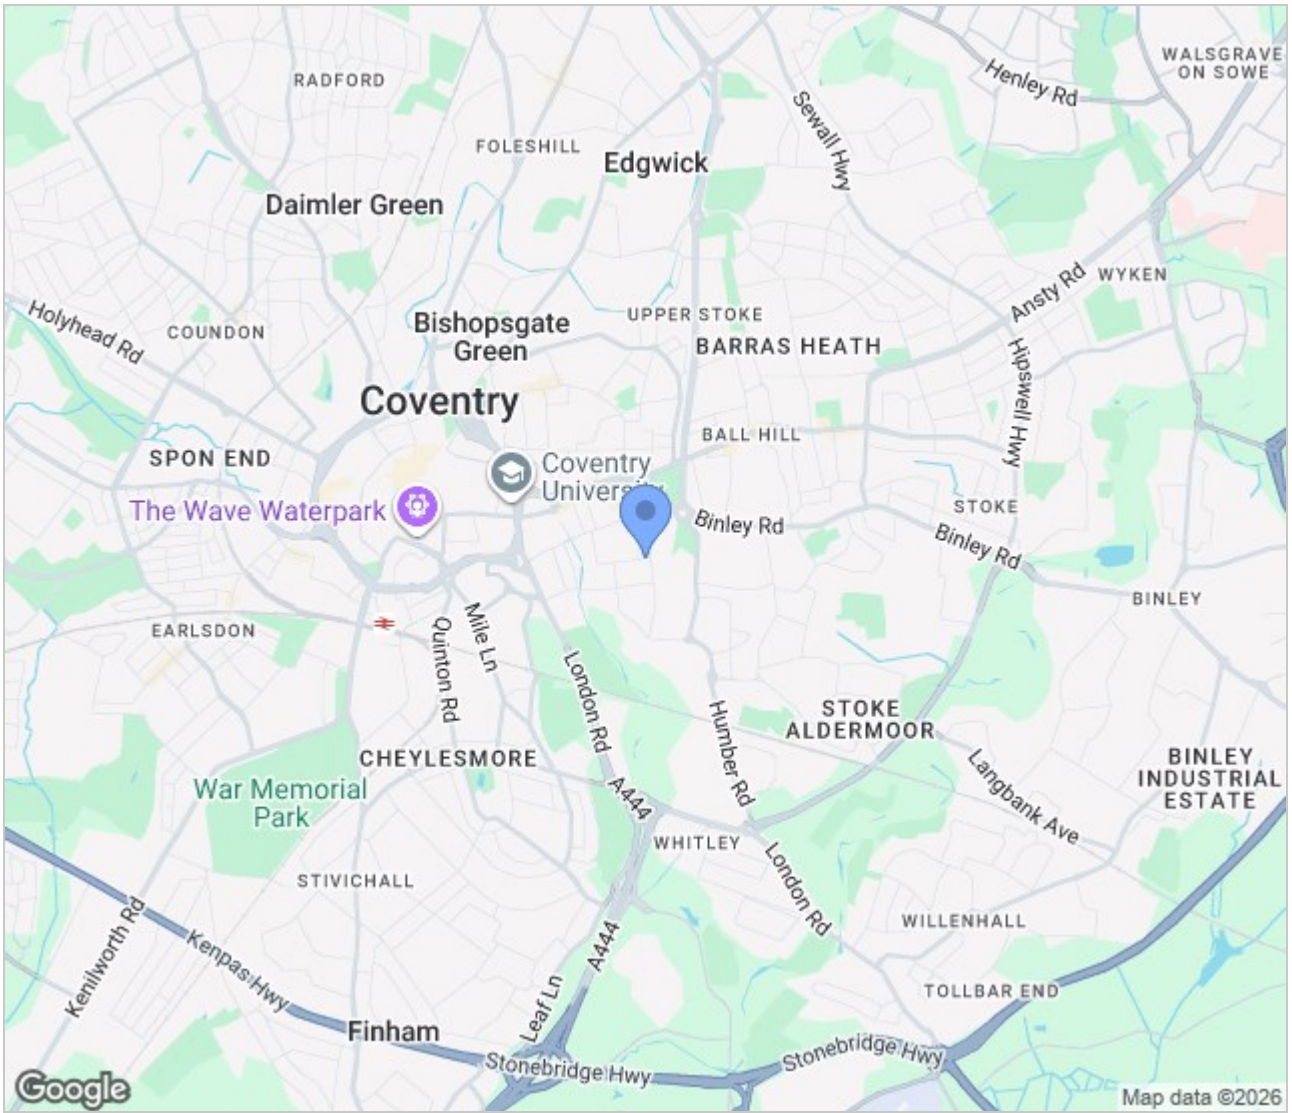 WALSGRAVE
ON SOWE
RADFORD
Henley Rd
Sewall Hwy
FOLESHILL
Edgwick
Daimler Green
WYKEN
Ansty Rd
Holyhead Rd
COUNDON
Bishopsgate
Green
UPPER STOKE
BARRAS HEATH
Hipswell Hwy
Coventry
BALL HILL
SPON END
Coventry
University
The Wave Waterpark
Binley Rd
STOKE
Binley Rd
BINLEY
EARLSDON
Mile Ln
Quinton Rd
London Rd
STOKE
ALDERMOOR
Humber Rd
CHEYLESMORE
Langbank Ave
BINLEY
INDUSTRIAL
ESTATE
War Memorial
Park
A444
WHITLEY
London Rd
STIVICHALL
WILLENHALL
Kenilworth Rd
Kenpas Hwy
A444
TOLLBAR END
Leaf Ln
Finham
Stonebridge Hwy
Stonebridge Hwy
Google
Map data ©2026